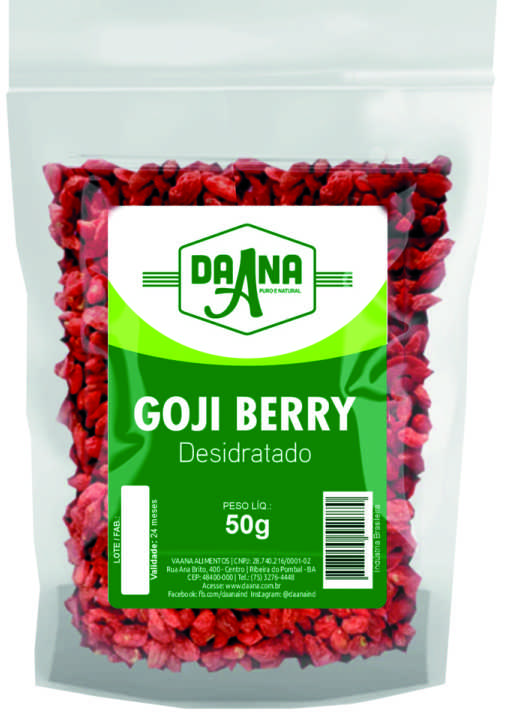 DAANA
PURO E NATURAL
GOJI BERRY
Desidratado
PESO LÍQ.:
50g
LOTE / FAB.:
Validade: 24 meses
Indústria Brasileira
VAANA ALIMENTOS | CNPJ: 28.740.216/0001-02
Rua Ana Brito, 400 - Centro | Ribeira do Pombal - BA
CEP: 48400-000 | Tel.: (75) 3276-4448
Acesse: www.daana.com.br
Facebook: fb.com/daanaind Instagram: @daanaind